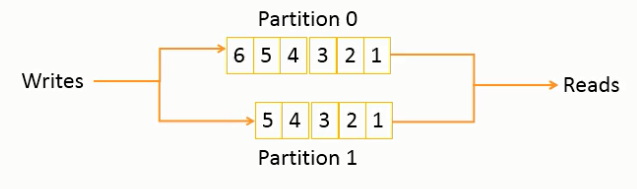 Partition 0
6 5 4 3 2 1
Writes
Reads
5 4 3 2 1
Partition 1